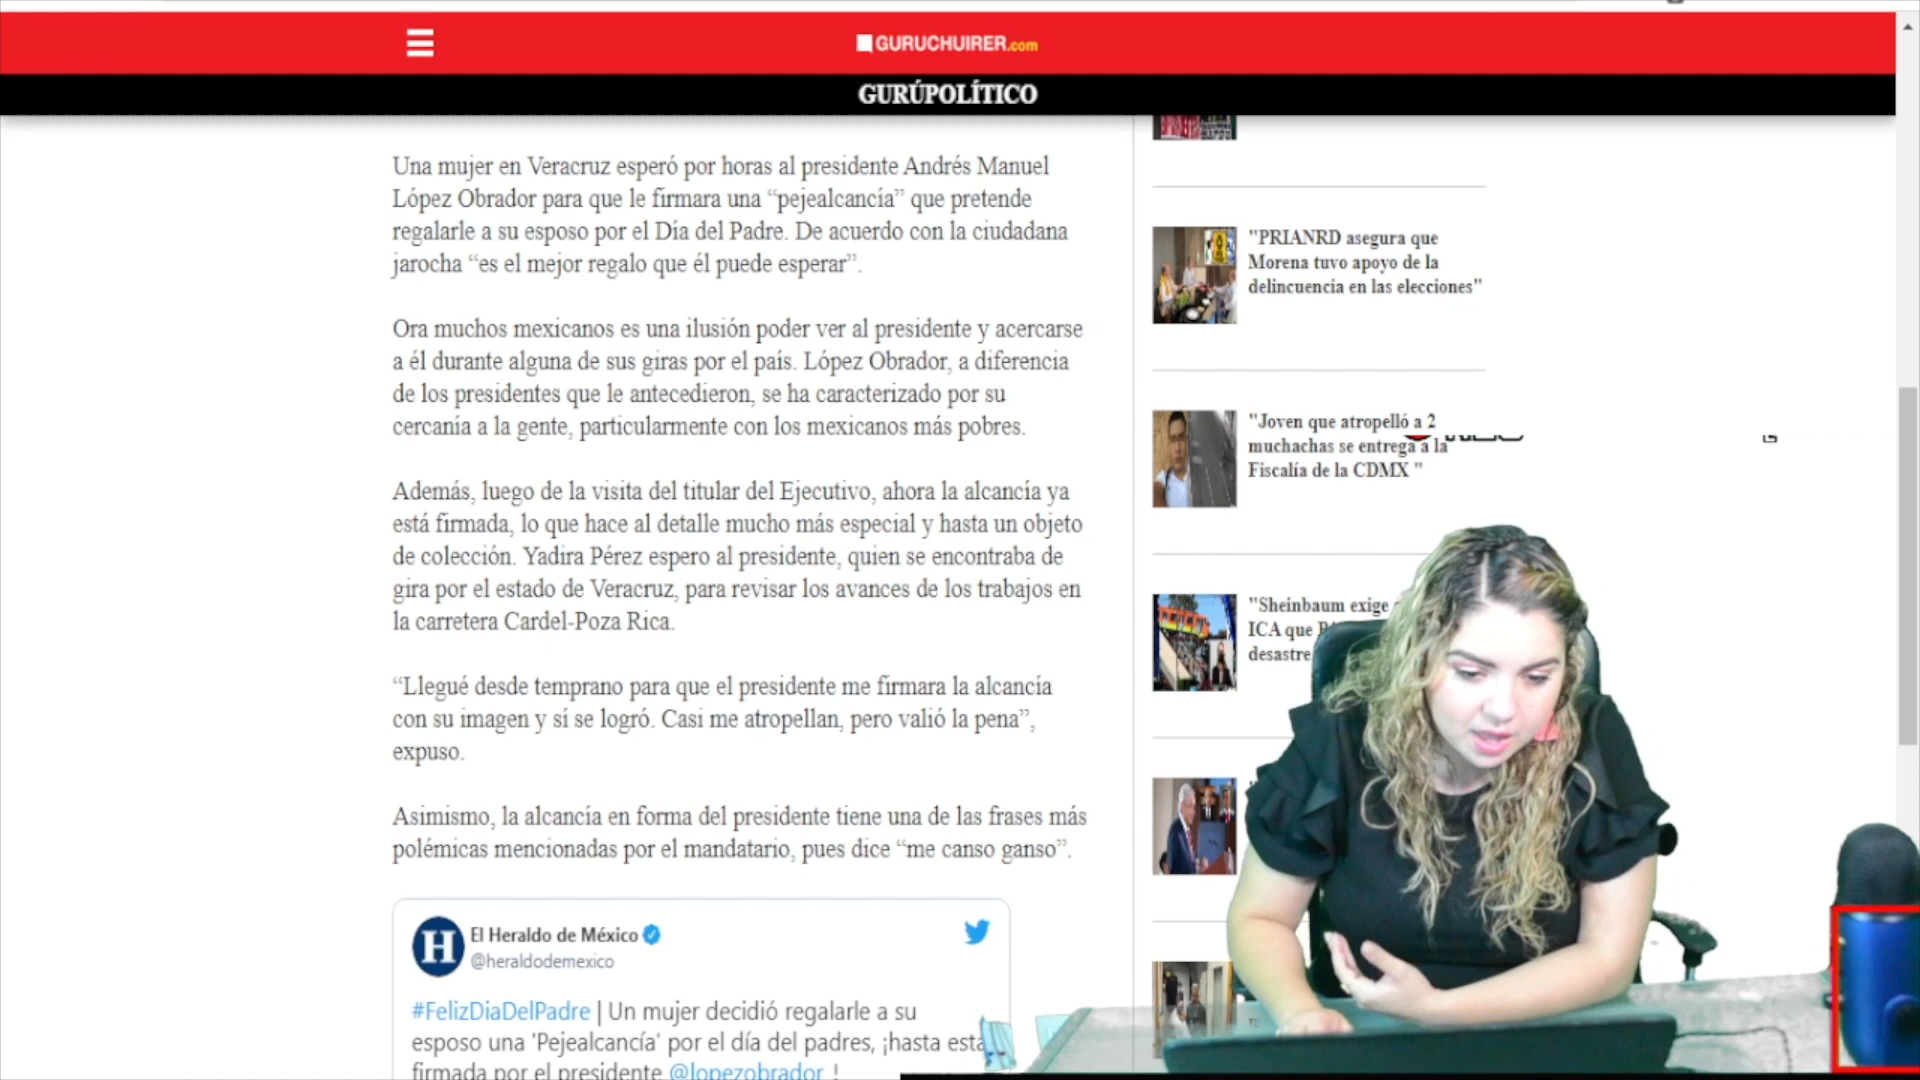 GURUCHUIRER.com
GURÚPOLÍTICO
Una mujer en Veracruz esperó por horas al presidente Andrés Manuel
López Obrador para que le firmara una “pejealcancía” que pretende
regalarle a su esposo por el Día del Padre. De acuerdo con la ciudadana
jarocha “es el mejor regalo que él puede esperar”.
Ora muchos mexicanos es una ilusión poder ver al presidente y acercarse
a él durante alguna de sus giras por el país. López Obrador, a diferencia
de los presidentes que le antecedieron, se ha caracterizado por su
cercanía a la gente, particularmente con los mexicanos más pobres.
Además, luego de la visita del titular del Ejecutivo, ahora la alcancía ya
está firmada, lo que hace al detalle mucho más especial y hasta un objeto
de colección. Yadira Pérez espero al presidente, quien se encontraba de
gira por el estado de Veracruz, para revisar los avances de los trabajos en
la carretera Cardel-Poza Rica.
“Llegué desde temprano para que el presidente me firmara la alcancía
con su imagen y sí se logró. Casi me atropellan, pero valió la pena”,
expuso.
Asimismo, la alcancía en forma del presidente tiene una de las frases más
polémicas mencionadas por el mandatario, pues dice “me canso ganso”.
El Heraldo de México
@heraldodemexico
#FelizDiaDelPadre | Un mujer decidió regalarle a su
esposo una 'Pejealcancía' por el día del padres, ¡hasta está
firmada por el presidente @lopezobrador_!
"PRIANRD asegura que
Morena tuvo apoyo de la
delincuencia en las elecciones"
"Joven que atropelló a 2
muchachas se entrega a la
Fiscalía de la CDMX "
"Sheinbaum exige
ICA que
desastre